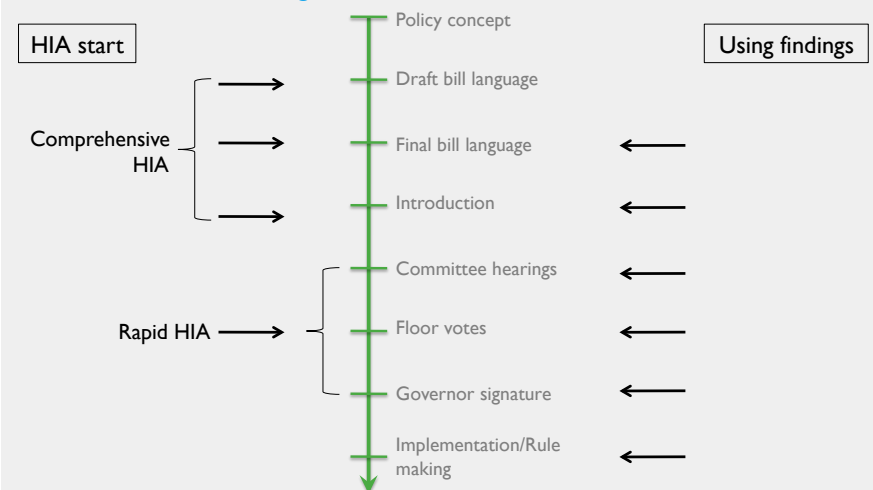 Policy concept
HIA start
Using findings
Draft bill language
Comprehensive
HIA
Final bill language
Introduction
Committee hearings
Rapid HIA
Floor votes
Governor signature
Implementation/Rule
making